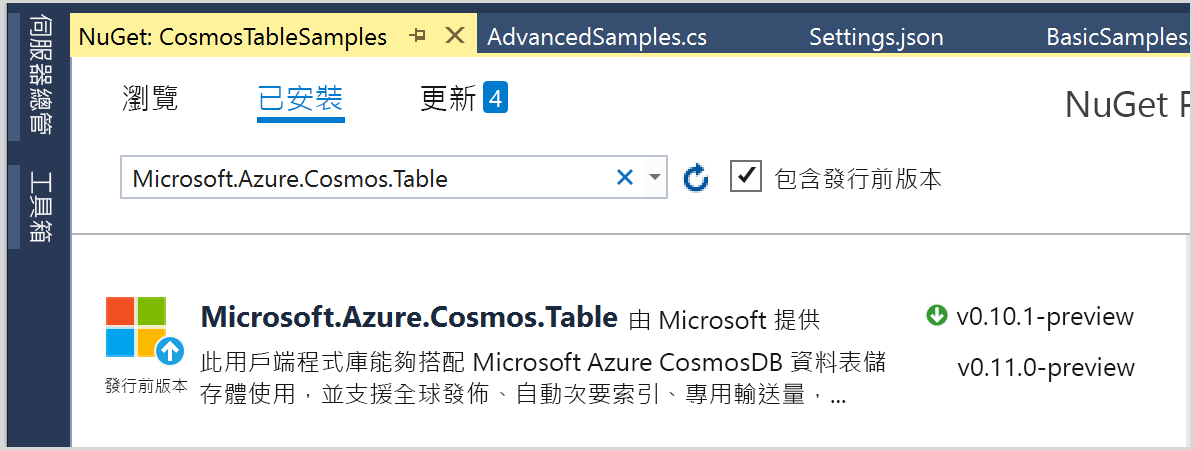 伺服器總管
工具箱
NuGet: CosmosTableSamples
AdvancedSamples.cs
Settings.json
BasicSamples.
瀏覽
已安裝
更新 4
NuGet P
Microsoft.Azure.Cosmos.Table
包含發行前版本
Microsoft.Azure.Cosmos.Table 由 Microsoft 提供
v0.10.1-preview
此用戶端程式庫能夠搭配 Microsoft Azure CosmosDB 資料表儲
存體使用，並支援全球發佈、自動次要索引、專用輸送量，...
v0.11.0-preview
發行前版本